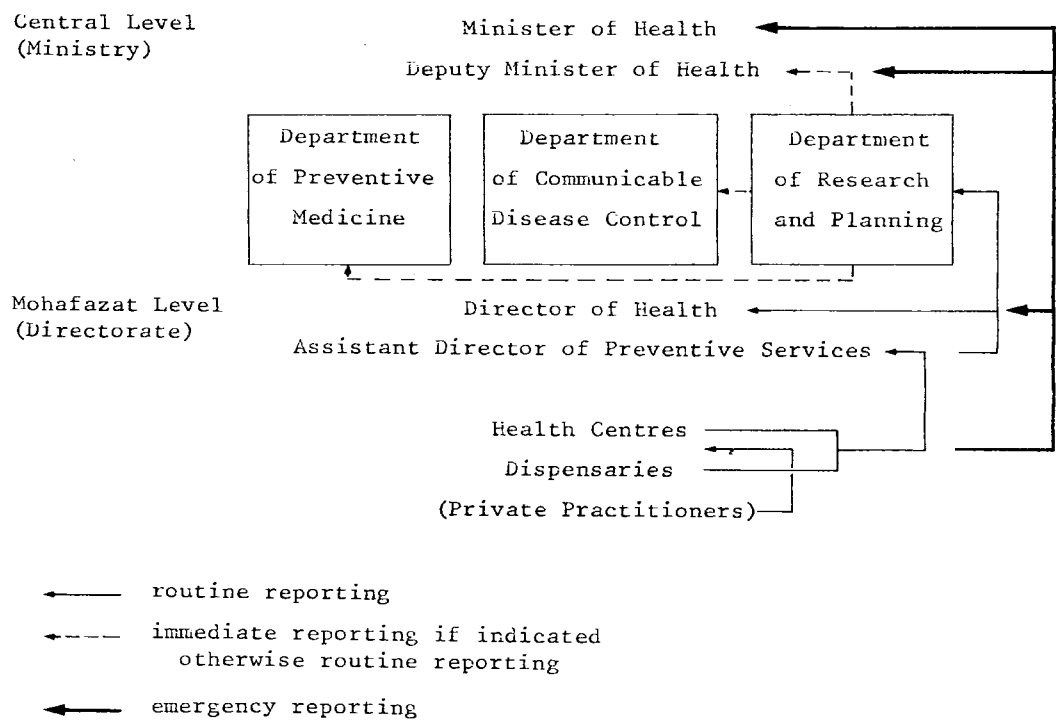 Central Level
(Ministry)
Minister of Health
Deputy Minister of Health
Department
of Preventive
Medicine
Department
of Communicable
Disease Control
Department
of Research
and Planning
Mohafazat Level
(Directorate)
Director of Health
Assistant Director of Preventive Services
Health Centres
Dispensaries
(Private Practitioners)
routine reporting
immediate reporting if indicated
otherwise routine reporting
emergency reporting